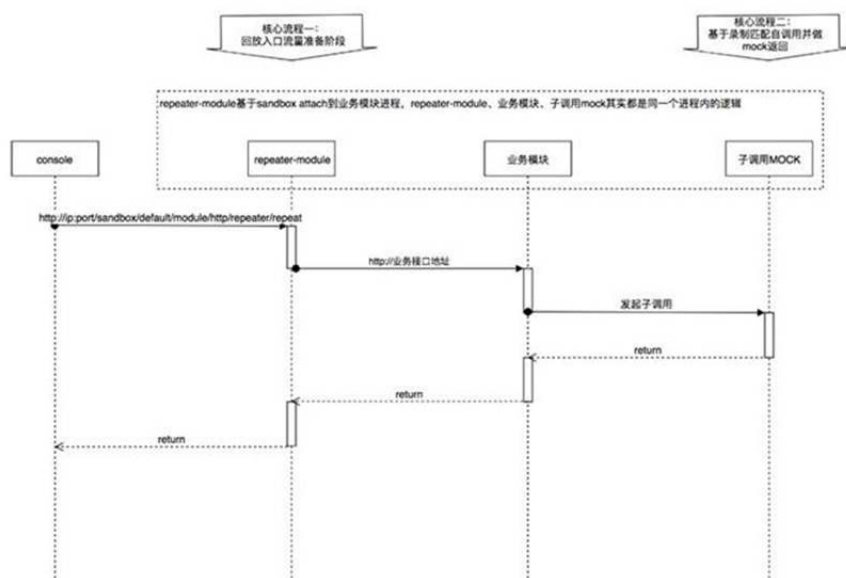 核心流程一：
回放入口流量准备阶段
核心流程二：
基于录制匹配自调用并做
mock返回
repeater-module基于sandbox attach到业务模块进程，repeater-module、业务模块、子调用mock其实都是同一个进程内的逻辑
console
repeater-module
业务模块
子调用MOCK
http://ip:port/sandbox/default/module/http/repeater/repeat
http://业务接口地址
发起子调用
return
return
return